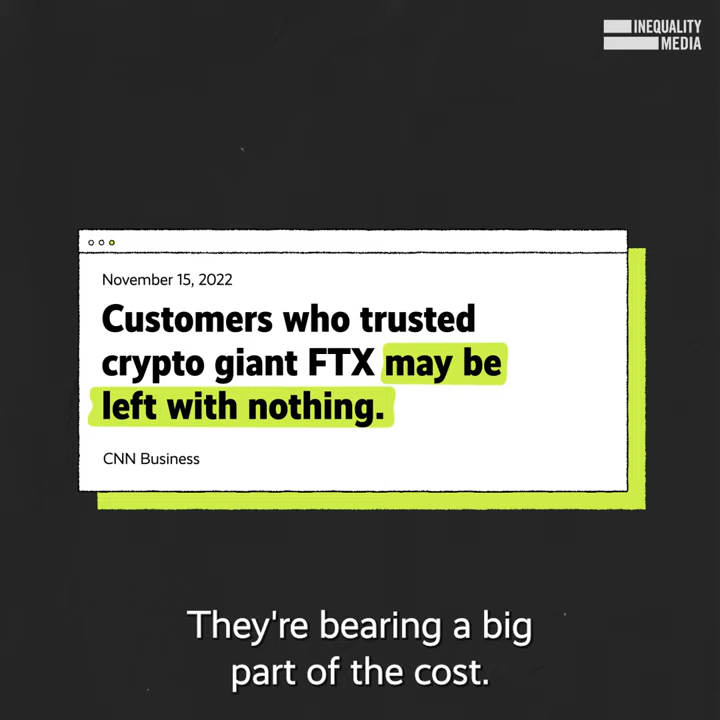 INEQUALITY
MEDIA
November 15, 2022
Customers who trusted
crypto giant FTX may be
left with nothing.
CNN Business
They're bearing a big
part of the cost.